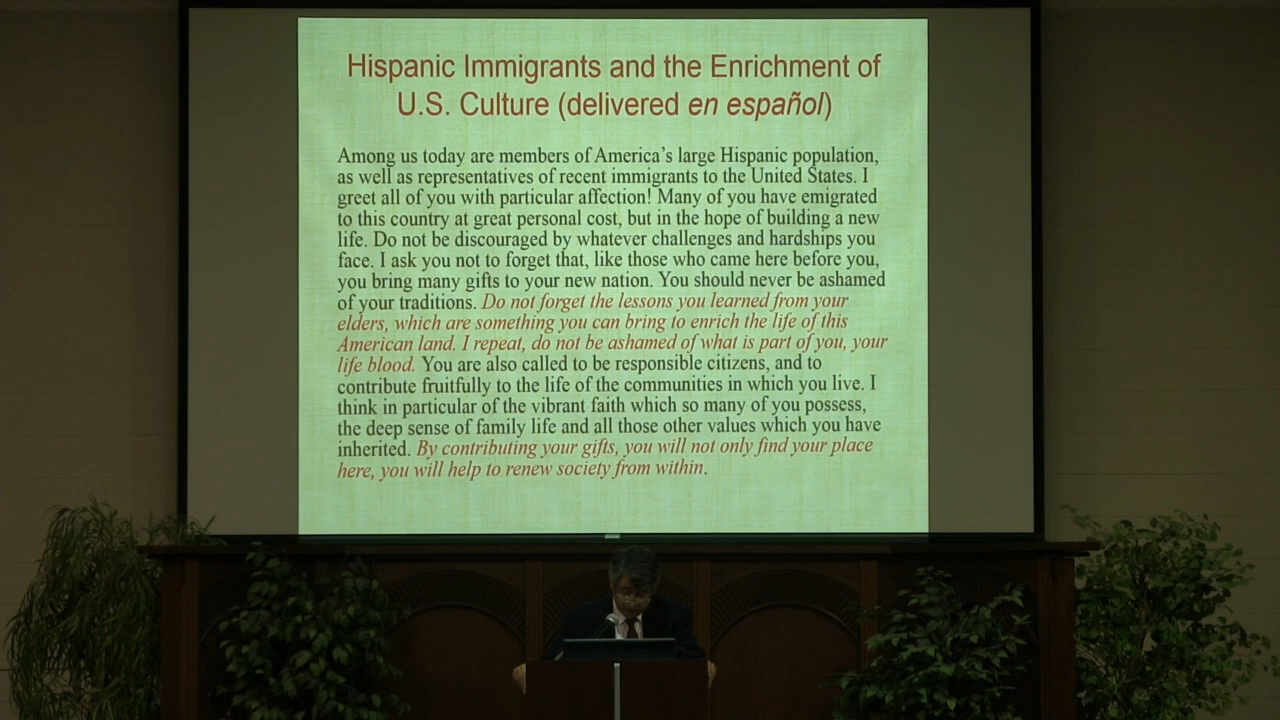 Hispanic Immigrants and the Enrichment of
U.S. Culture (delivered en español)
Among us today are members of America’s large Hispanic population,
as well as representatives of recent immigrants to the United States. I
greet all of you with particular affection! Many of you have emigrated
to this country at great personal cost, but in the hope of building a new
life. Do not be discouraged by whatever challenges and hardships you
face. I ask you not to forget that, like those who came here before you,
you bring many gifts to your new nation. You should never be ashamed
of your traditions. Do not forget the lessons you learned from your
elders, which are something you can bring to enrich the life of this
American land. I repeat, do not be ashamed of what is part of you, your
life blood. You are also called to be responsible citizens, and to
contribute fruitfully to the life of the communities in which you live. I
think in particular of the vibrant faith which so many of you possess,
the deep sense of family life and all those other values which you have
inherited. By contributing your gifts, you will not only find your place
here, you will help to renew society from within.